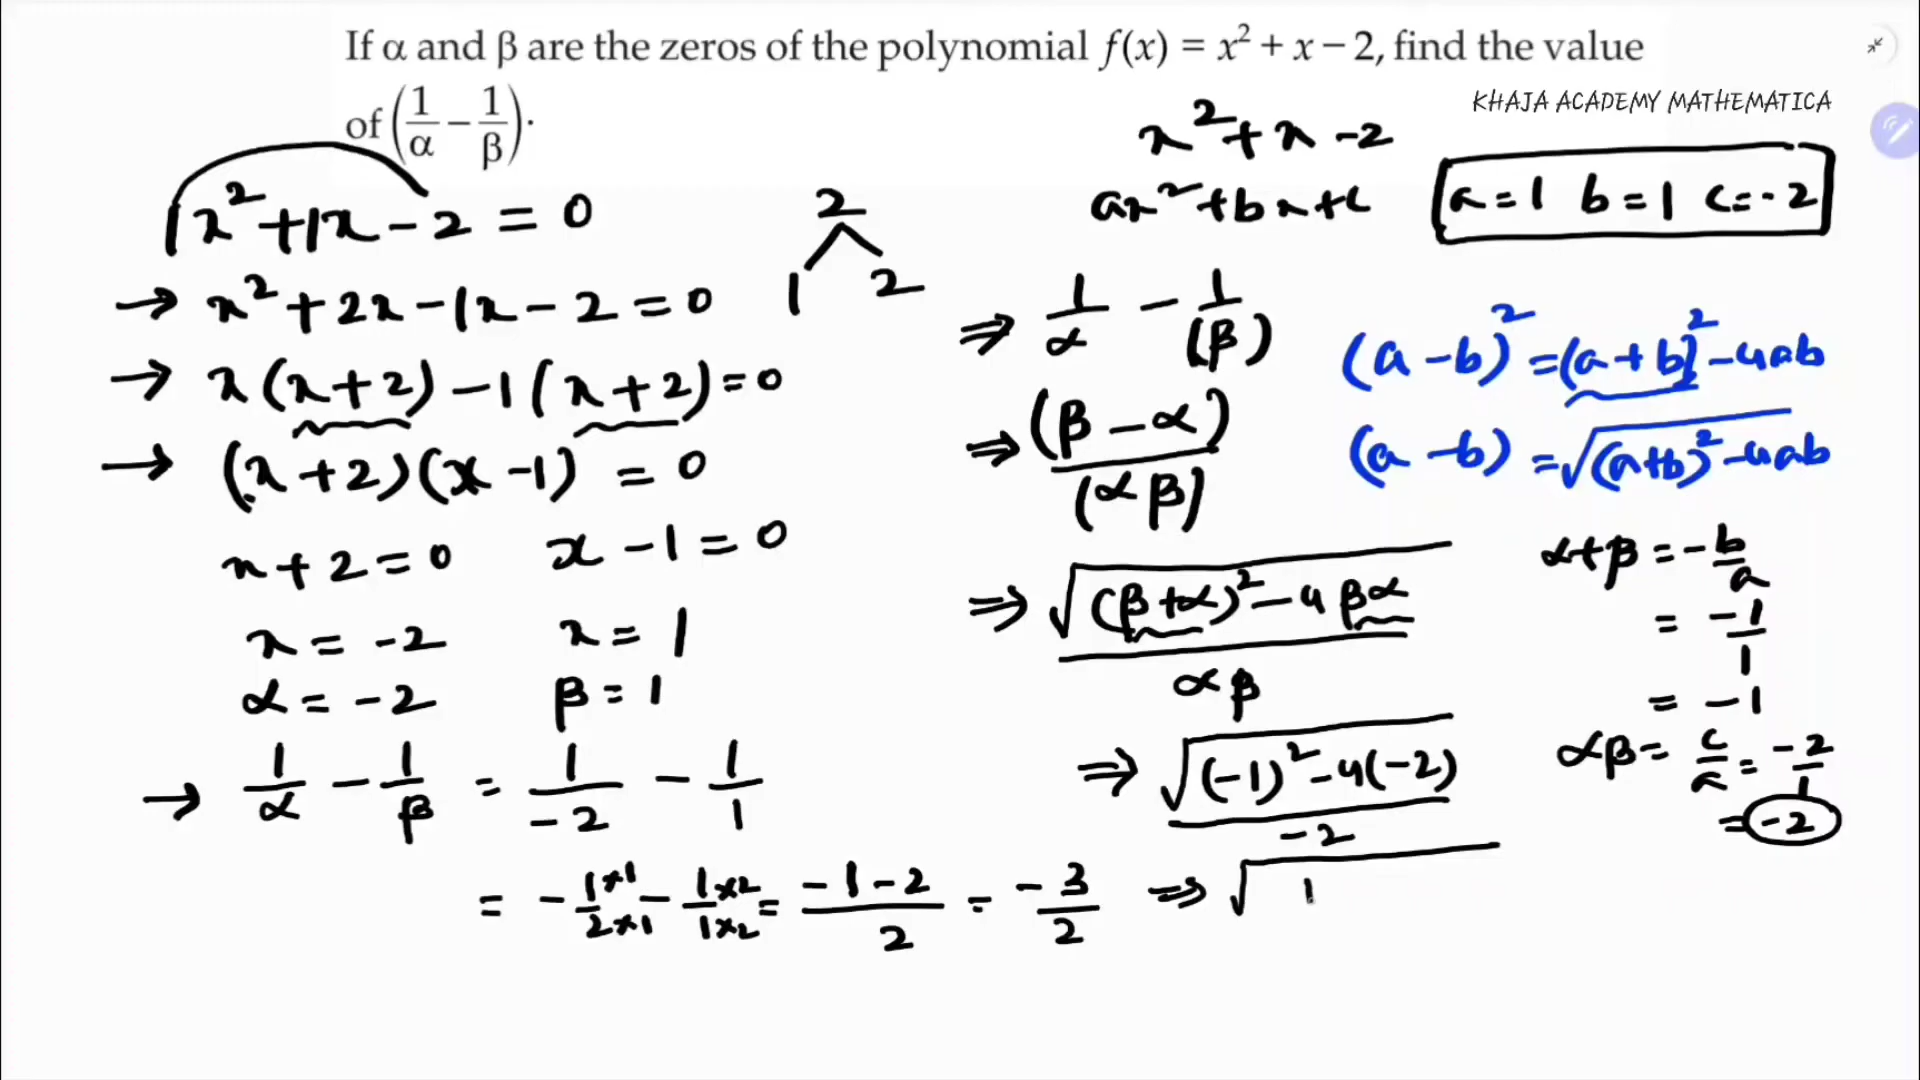 If α and β are the zeros of the polynomial f(x) = x² + x − 2, find the value
of (1/α − 1/β).
KHAJA ACADEMY MATHEMATICA
1x² + 1x − 2 = 0
→ x² + 2x − 1x − 2 = 0
→ x(x+2) − 1(x+2) = 0
→ (x+2)(x−1) = 0
x + 2 = 0 x − 1 = 0
x = −2 x = 1
α = −2 β = 1
→ 1/α − 1/β = 1/−2 − 1/1
= − 1×1/2×1 − 1×2/1×2 = −1−2/2 = −3/2
2
1 2
x² + x − 2
ax² + bx + c
a=1 b=1 c=-2
⇒ 1/α − 1/(β)
⇒ (β − α)/(αβ)
⇒ √(β+α)² − 4βα/αβ
⇒ √(−1)² − 4(−2)/−2
⇒ √1
(a − b)² = (a + b)² − 4ab
(a − b) = √(a+b)² − 4ab
α+β = −b/a
= −1/1
= −1
αβ = c/a = −2/1
= −2